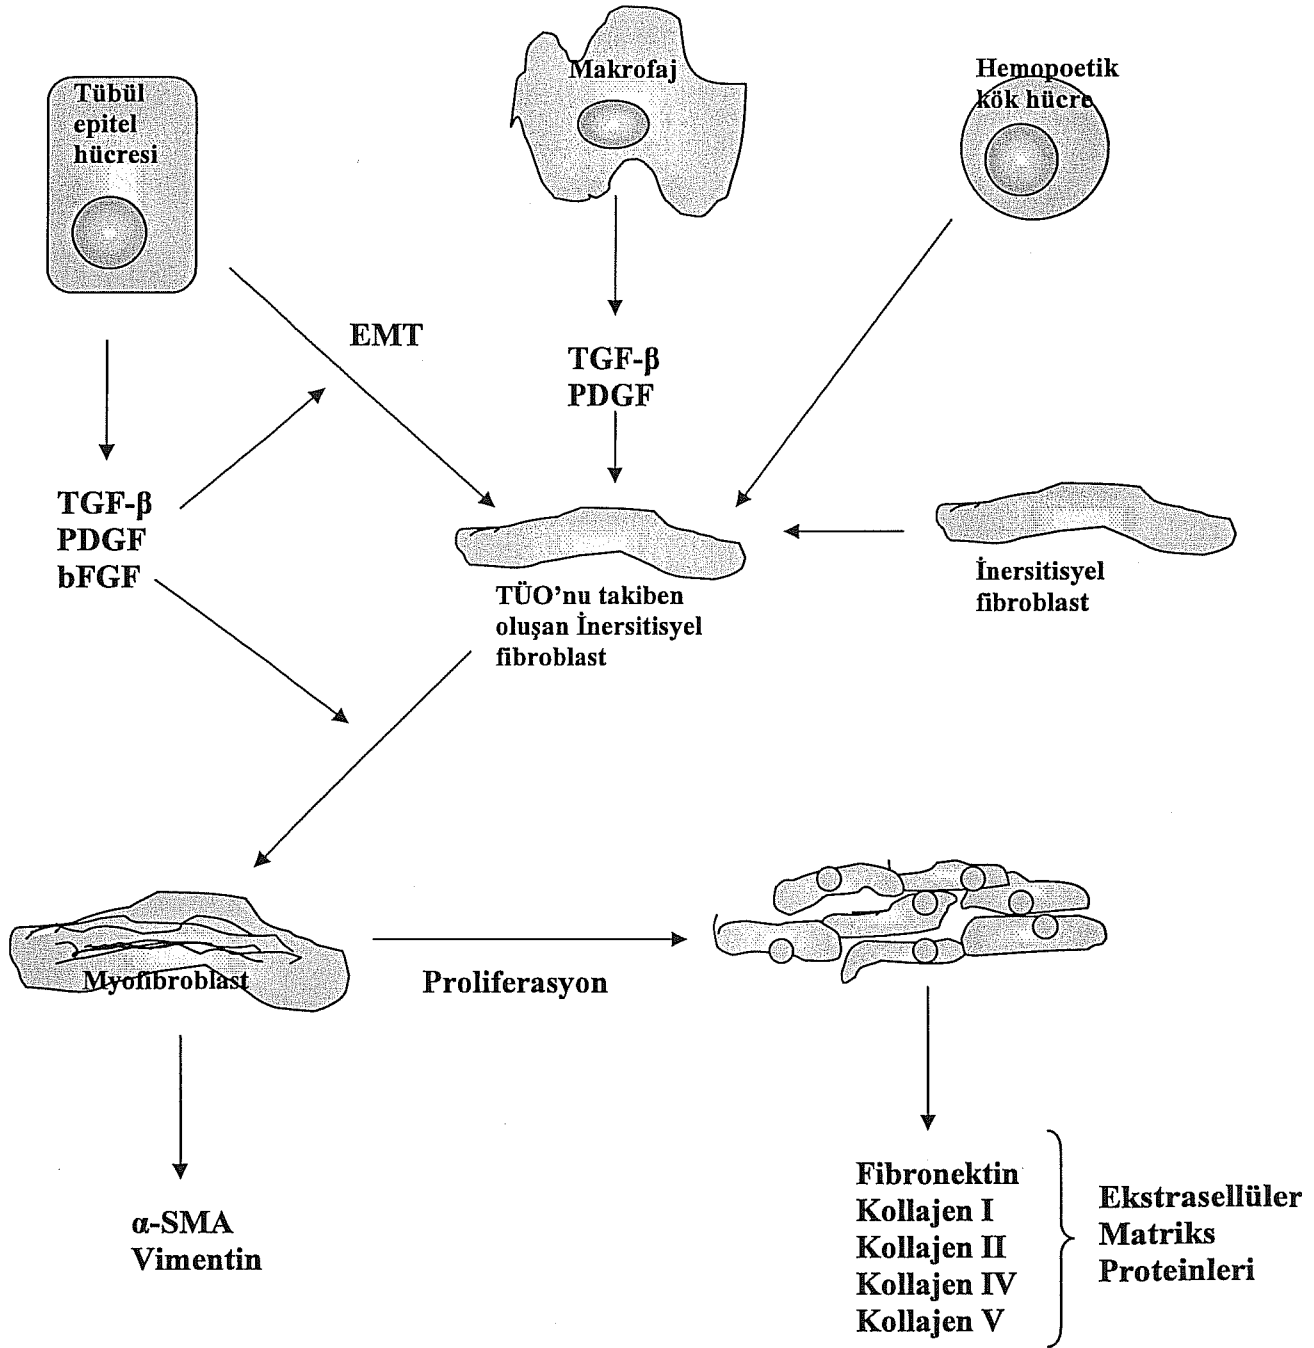 Tübül
epitel
hücresi
Makrofaj
Hemopoetik
kök hücre
EMT
TGF-β
PDGF
TGF-β
PDGF
bFGF
TÜO’nu takiben
oluşan İnersitisyel
fibroblast
İnersitisyel
fibroblast
Myofibroblast
Proliferasyon
α-SMA
Vimentin
Fibronektin
Kollajen I
Kollajen II
Kollajen IV
Kollajen V
Ekstrasellüler
Matriks
Proteinleri